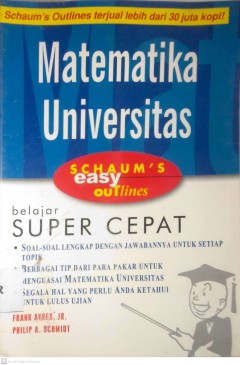 Schaum's Outlines terjual lebih dari 30 juta kopi!
Matematika
Universitas
SCHAUM'S
easy
OUTlines
belajar
SUPER CEPAT
• SOAL-SOAL LENGKAP DENGAN JAWABANNYA UNTUK SETIAP
TOPIK
• BERBAGAI TIP DARI PARA PAKAR UNTUK
MENGUASAI MATEMATIKA UNIVERSITAS
SEGALA HAL YANG PERLU ANDA KETAHUI
UNTUK LULUS UJIAN
FRANK AYRES, JR.
PHILIP A. SCHMIDT